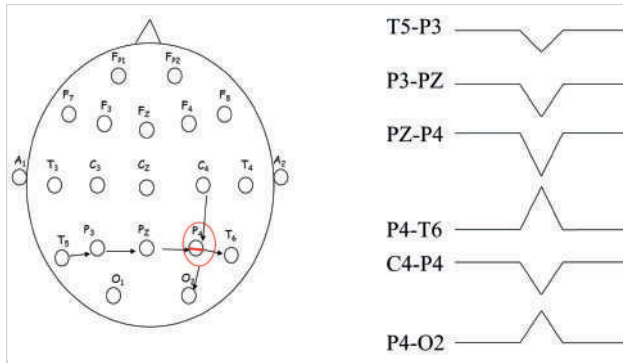 FP1 FP2
F7 F3 FZ F4 F8
A1 T3 C3 CZ C4 T4 A2
T5 P3 PZ P4 T6
O1 O2
T5-P3
P3-PZ
PZ-P4
P4-T6
C4-P4
P4-O2